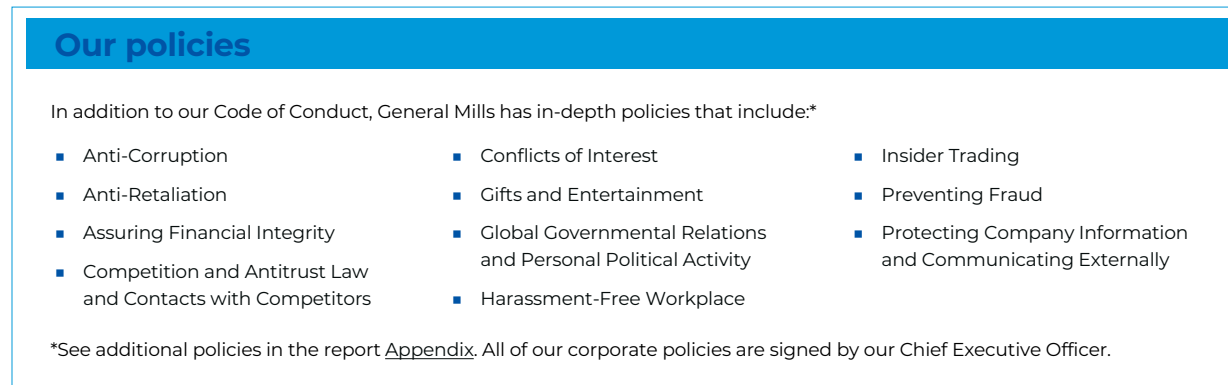 Our policies
In addition to our Code of Conduct, General Mills has in-depth policies that include:*
Anti-Corruption
Anti-Retaliation
Assuring Financial Integrity
Competition and Antitrust Law
and Contacts with Competitors
Conflicts of Interest
Gifts and Entertainment
Global Governmental Relations
and Personal Political Activity
Harassment-Free Workplace
Insider Trading
Preventing Fraud
Protecting Company Information
and Communicating Externally
*See additional policies in the report Appendix. All of our corporate policies are signed by our Chief Executive Officer.